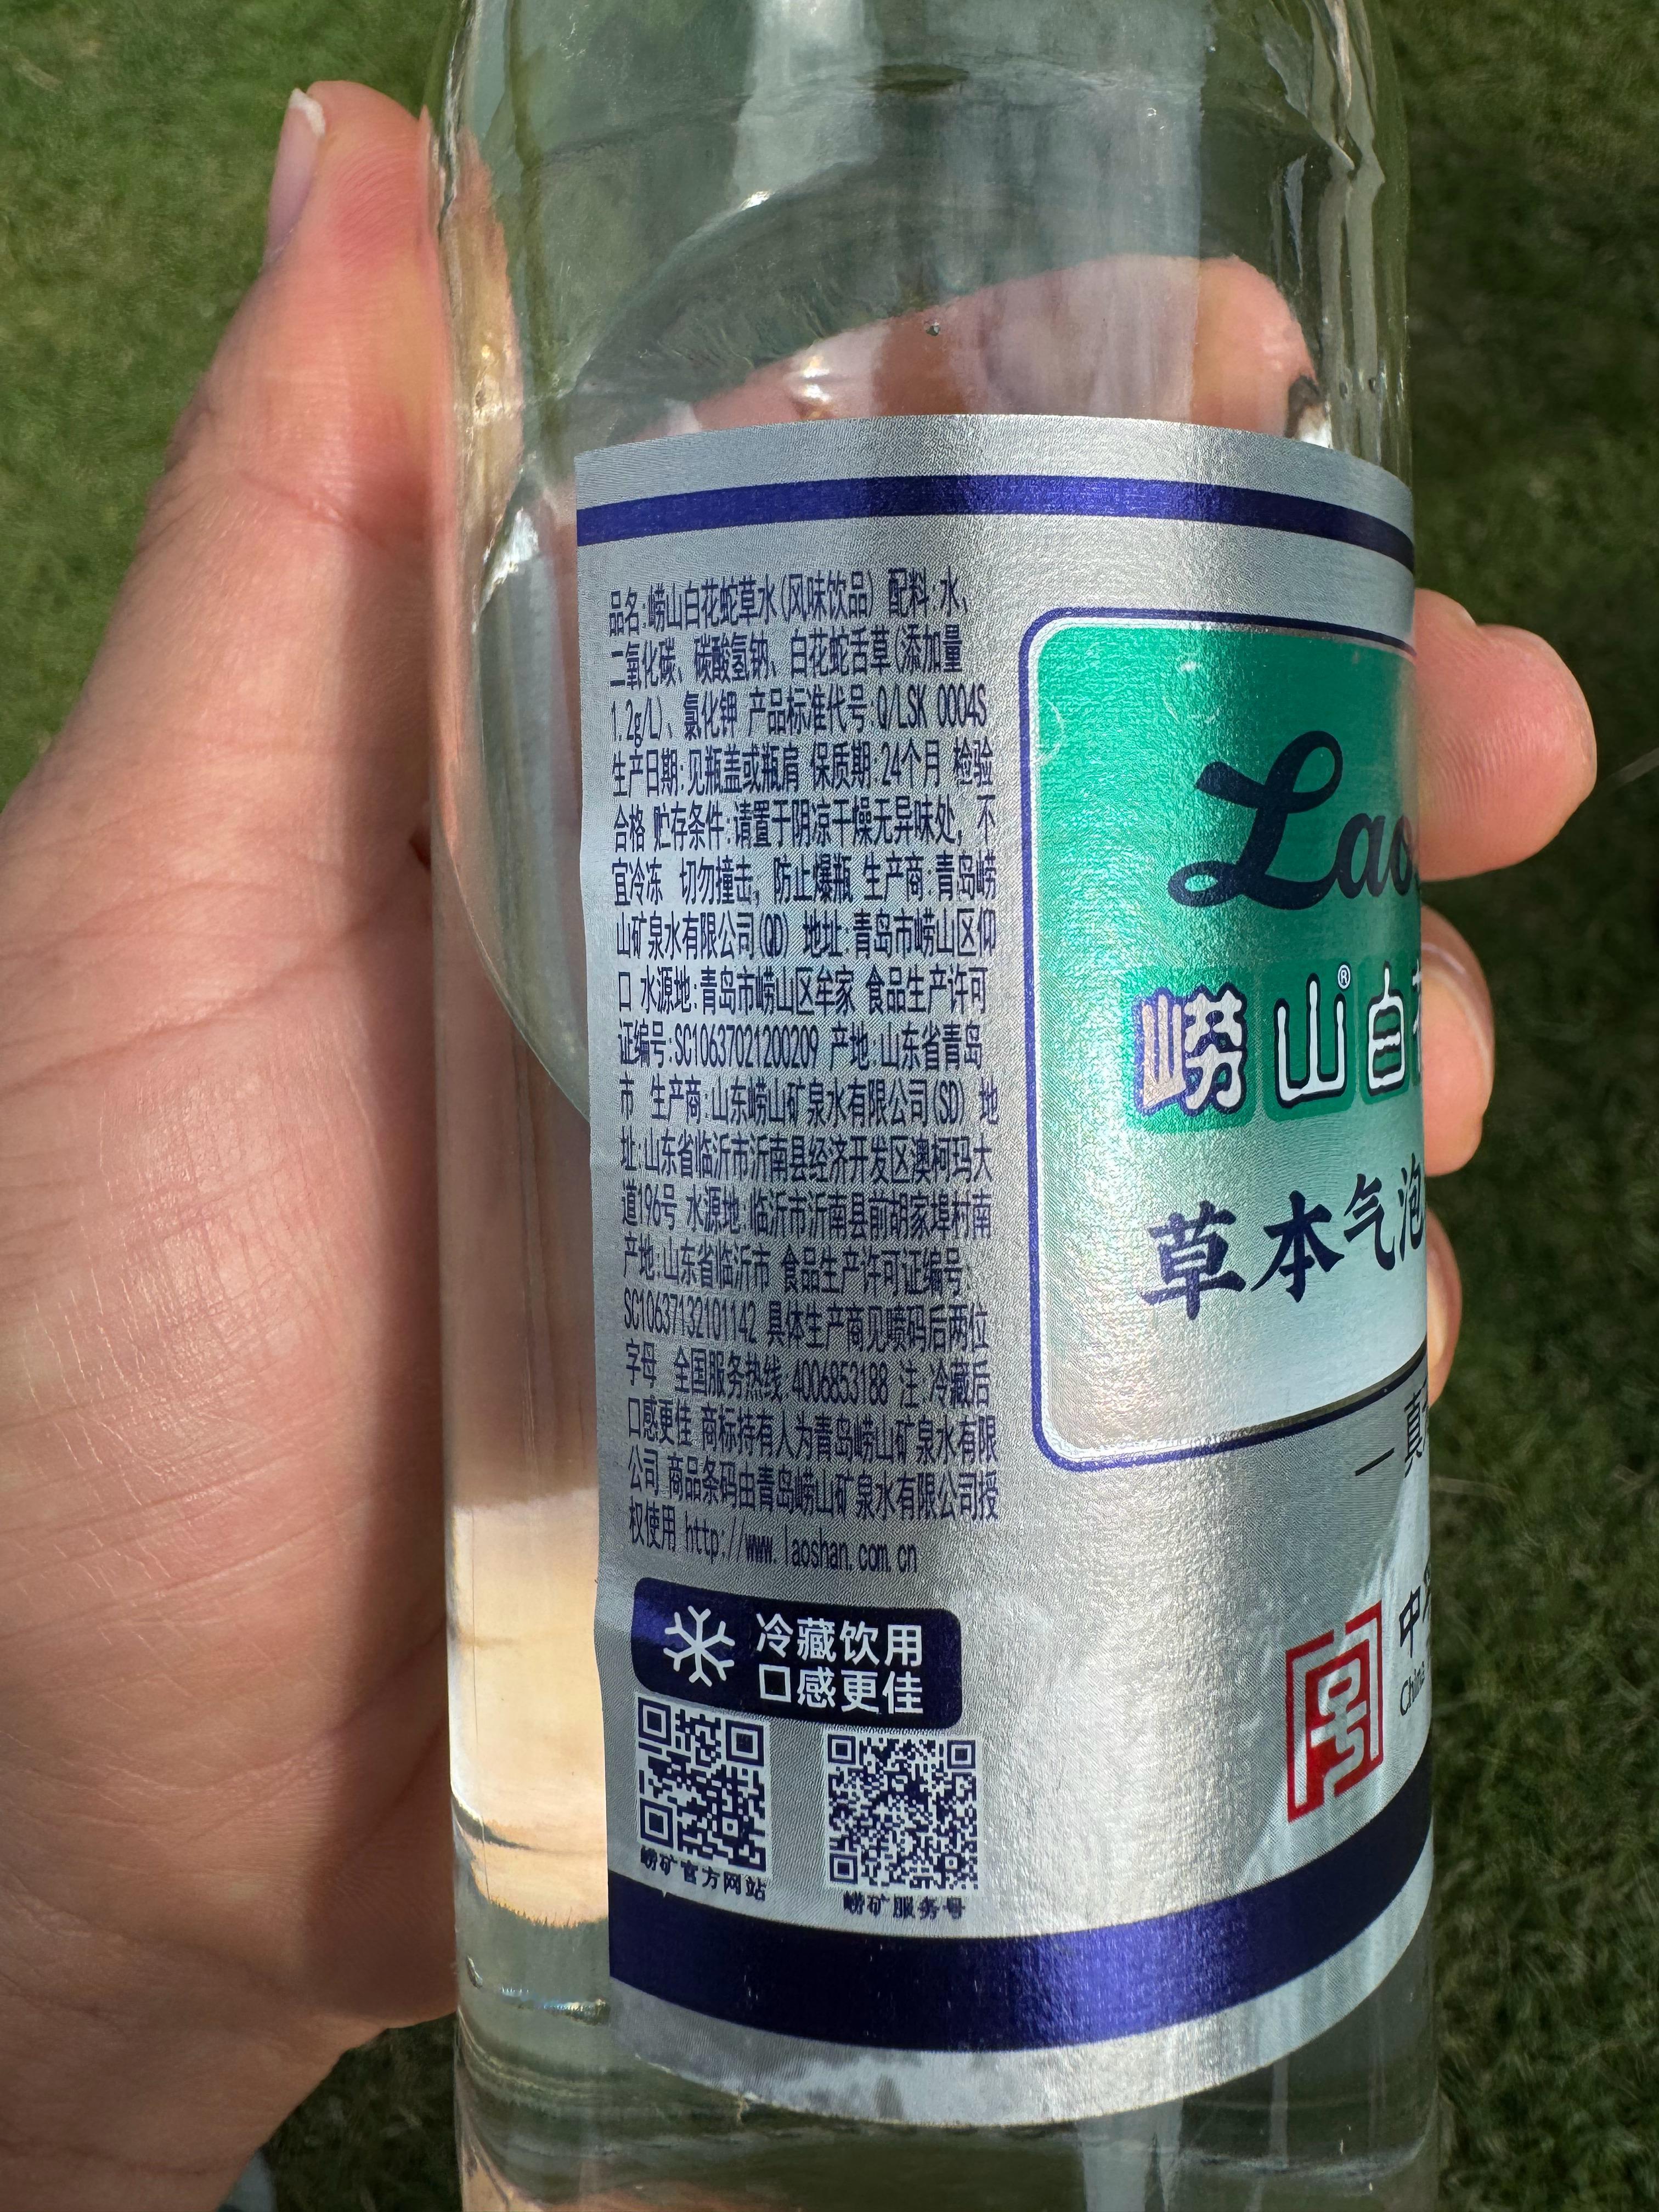 品名:崂山白花蛇草水(风味饮品) 配料:水、
二氧化碳、碳酸氢钠、白花蛇舌草(添加量
1.2g/L)、氯化钾 产品标准代号:Q/LSK 0004S
生产日期:见瓶盖或瓶肩 保质期:24个月 检验
合格 贮存条件:请置于阴凉干燥无异味处，不
宜冷冻 切勿撞击，防止爆瓶 生产商:青岛崂
山矿泉水有限公司(QD) 地址:青岛市崂山区仰
口 水源地:青岛市崂山区牟家 食品生产许可
证编号:SC10637021200209 产地:山东省青岛
市 生产商:山东崂山矿泉水有限公司(SD) 地
址:山东省临沂市沂南县经济开发区澳柯玛大
道196号 水源地:临沂市沂南县前胡家埠村南
产地:山东省临沂市 食品生产许可证编号:
SC10637132101142 具体生产商见喷码后两位
字母 全国服务热线:4006853188 注:冷藏后
口感更佳 商标持有人为青岛崂山矿泉水有限
公司 商品条码由青岛崂山矿泉水有限公司授
权使用 http://www.laoshan.com.cn
冷藏饮用
口感更佳
崂矿官方网站
崂矿服务号
Lao
崂山®白
草本气泡
一真
中
China